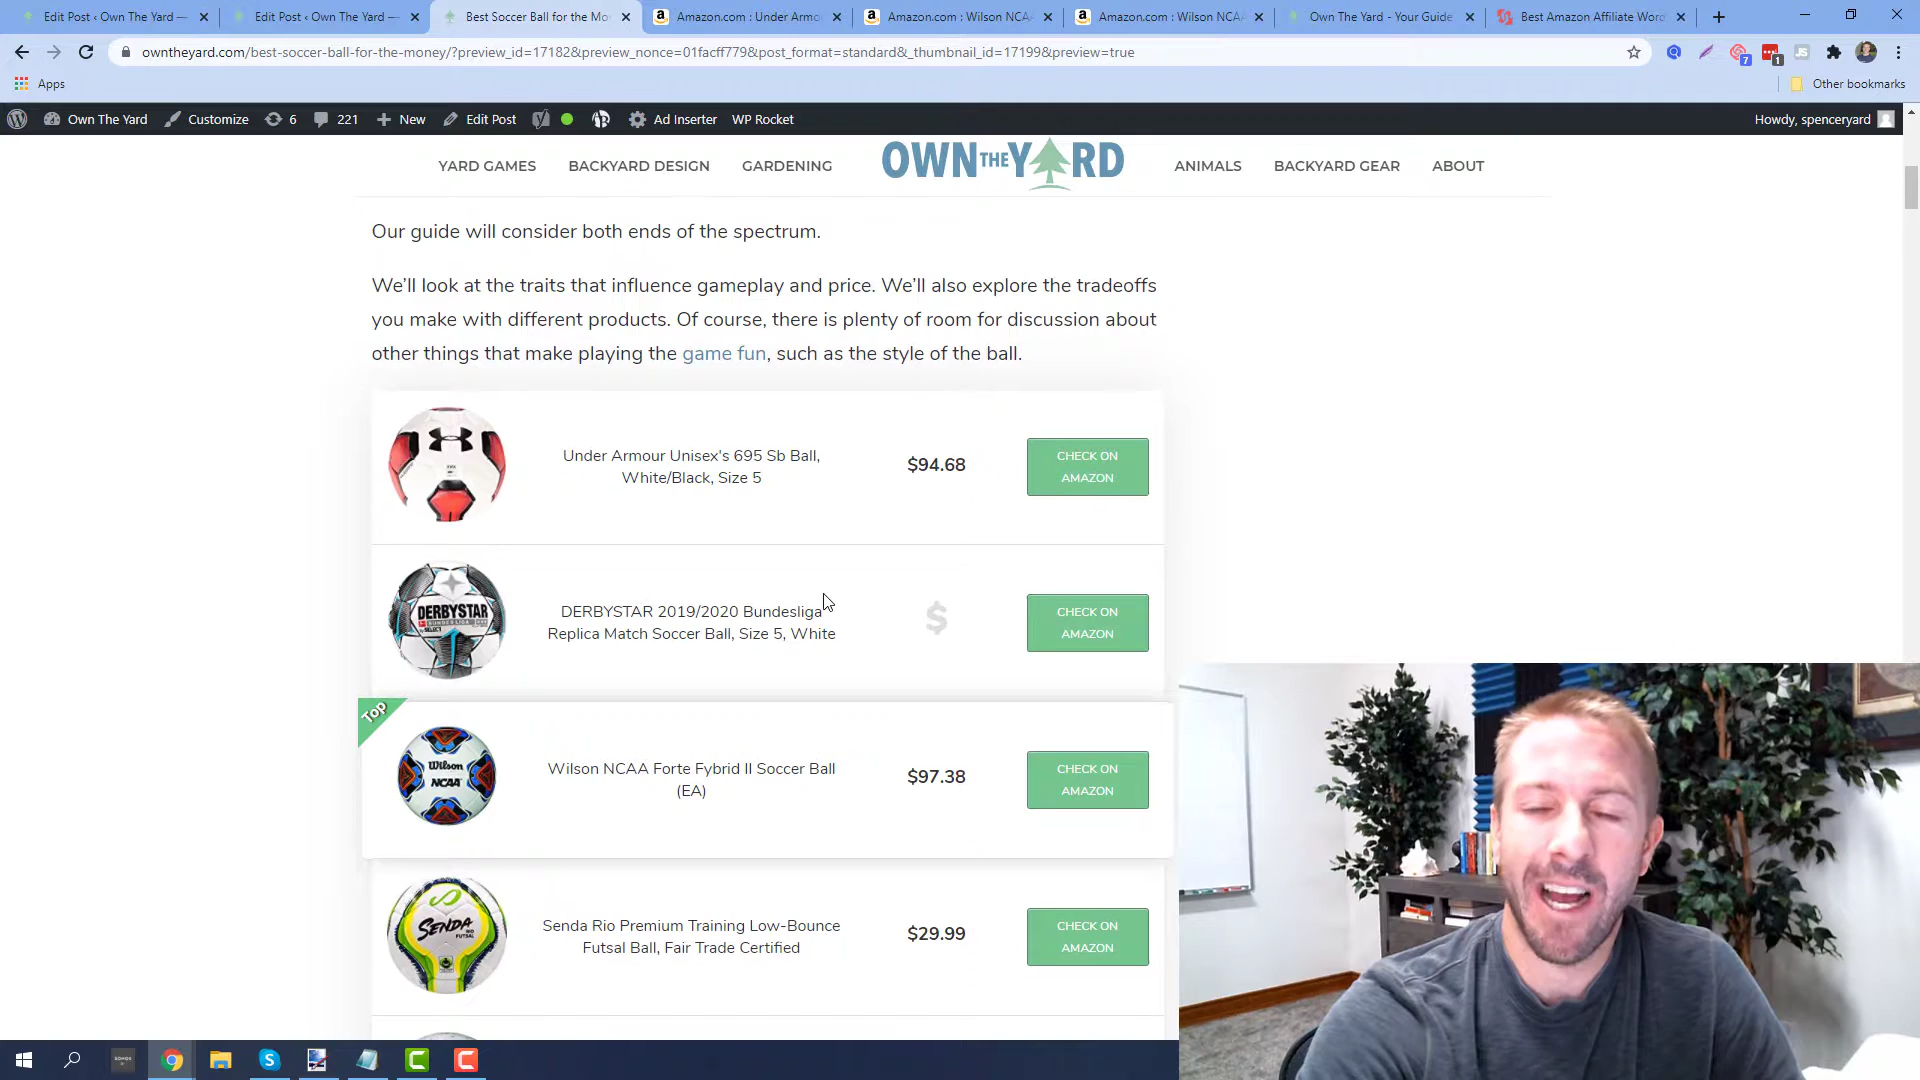 Edit Post ‹ Own The Yard —
Edit Post ‹ Own The Yard —
Best Soccer Ball for the Mo
Amazon.com : Under Armo
Amazon.com : Wilson NCA
Amazon.com : Wilson NCA
Own The Yard - Your Guide
Best Amazon Affiliate Word
owntheyard.com/best-soccer-ball-for-the-money/?preview_id=17182&preview_nonce=01facff779&post_format=standard&_thumbnail_id=17199&preview=true
7
1
JS
Apps
Other bookmarks
Own The Yard
Customize
6
221
New
Edit Post
Ad Inserter
WP Rocket
Howdy, spenceryard
YARD GAMES
BACKYARD DESIGN
GARDENING
OWN THE YARD
ANIMALS
BACKYARD GEAR
ABOUT
Our guide will consider both ends of the spectrum.
We'll look at the traits that influence gameplay and price. We'll also explore the tradeoffs
you make with different products. Of course, there is plenty of room for discussion about
other things that make playing the game fun, such as the style of the ball.
Under Armour Unisex's 695 Sb Ball,
White/Black, Size 5
$94.68
CHECK ON
AMAZON
DERBYSTAR
DERBYSTAR 2019/2020 Bundesliga
Replica Match Soccer Ball, Size 5, White
$
CHECK ON
AMAZON
Top
Wilson
NCAA
Wilson NCAA Forte Fybrid II Soccer Ball
(EA)
$97.38
CHECK ON
AMAZON
SENDA
Senda Rio Premium Training Low-Bounce
Futsal Ball, Fair Trade Certified
$29.99
CHECK ON
AMAZON
SONOS